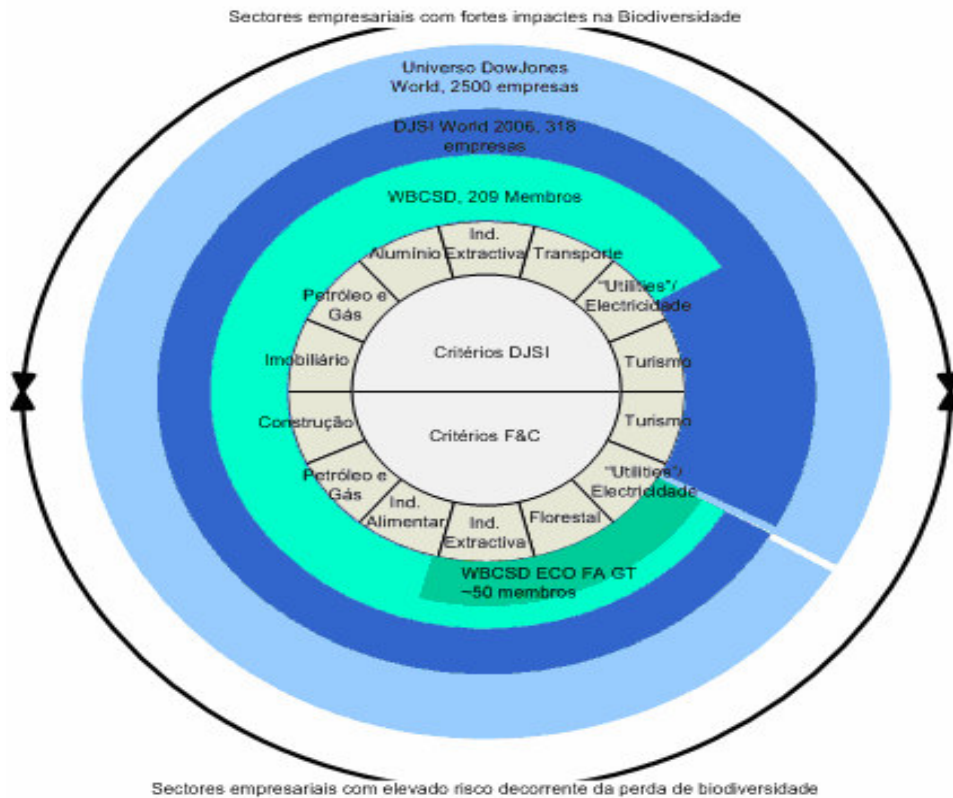 Sectores empresariais com fortes impactes na Biodiversidade
Universo DowJones
World, 2500 empresas
DJSI World 2006, 318
empresas
WBCSD, 209 Membros
Ind.
Extractiva
Alumínio
Transporte
Petróleo e
Gás
"Utilities"/
Electricidade
Imobiliário
Critérios DJSI
Turismo
Construção
Critérios F&C
Turismo
Petróleo e
Gás
"Utilities"/
Electricidade
Ind.
Alimentar
Ind.
Extractiva
Florestal
WBCSD ECO FA GT
~50 membros
Sectores empresariais com elevado risco decorrente da perda de biodiversidade